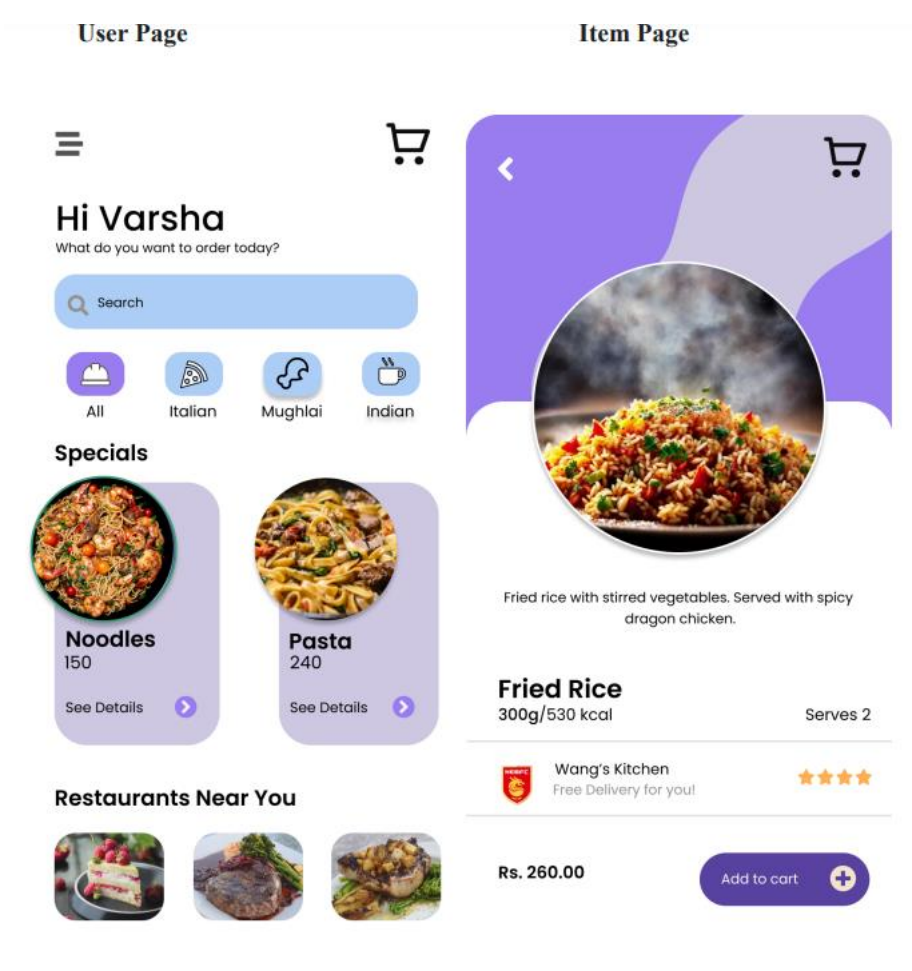 User Page
Hi Varsha
What do you want to order today?
Search
All
Italian
Mughlai
Indian
Specials
Noodles
150
See Details
Pasta
240
See Details
Restaurants Near You
Item Page
Fried rice with stirred vegetables. Served with spicy
dragon chicken.
Fried Rice
300g/530 kcal
Serves 2
Wang's Kitchen
Free Delivery for you!
Rs. 260.00
Add to cart